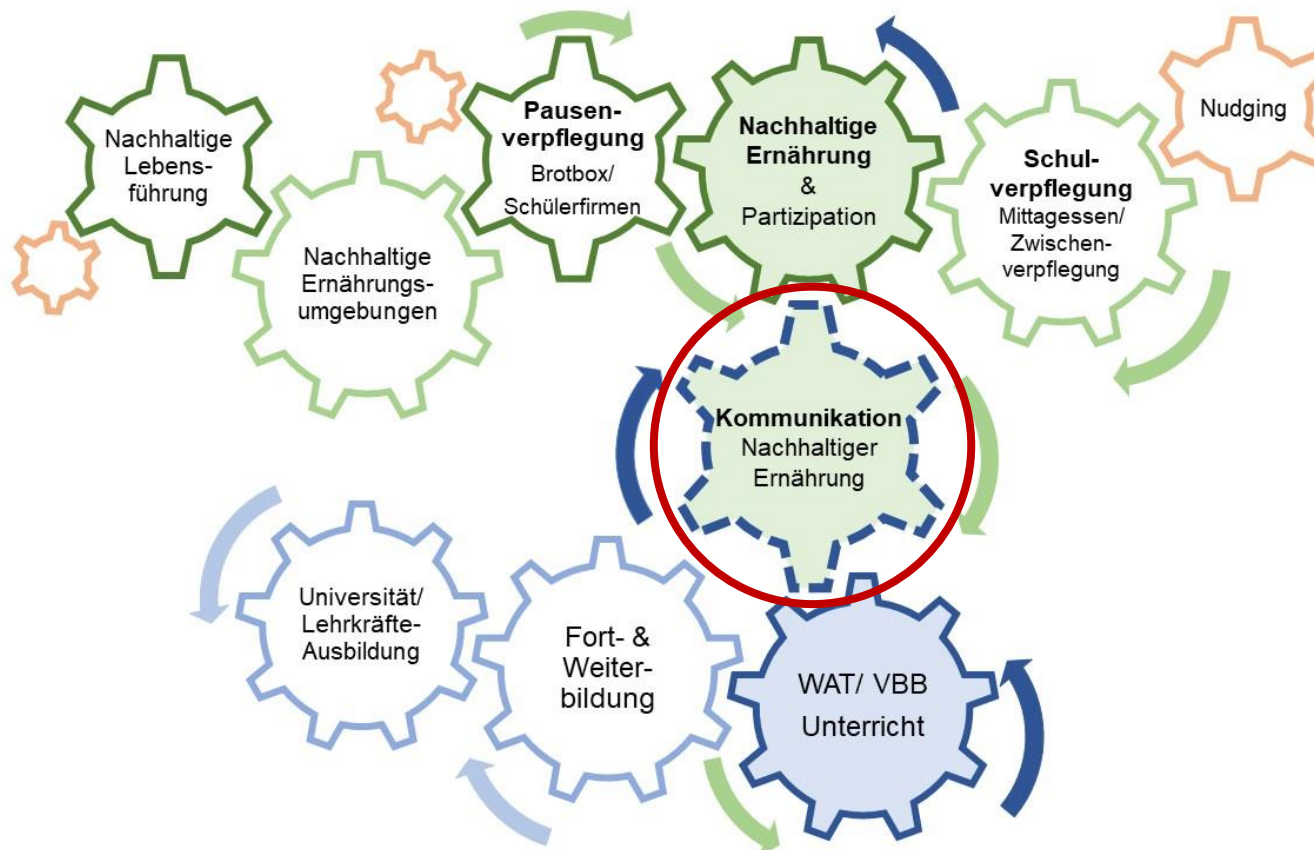 Nachhaltige
Lebens-
führung
Nachhaltige
Ernährungs-
umgebungen
Pausen-
verpflegung
Brotbox/
Schülerfirmen
Nachhaltige
Ernährung
&
Partizipation
Schul-
verpflegung
Mittagessen/
Zwischen-
verpflegung
Nudging
Kommunikation
Nachhaltiger
Ernährung
Universität/
Lehrkräfte-
Ausbildung
Fort- &
Weiter-
bildung
WAT/ VBB
Unterricht